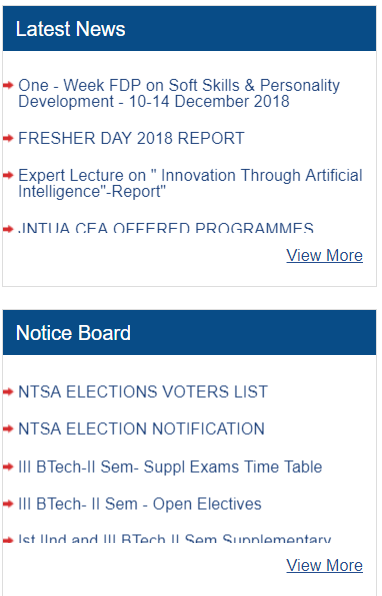 Latest News
One - Week FDP on Soft Skills & Personality
Development - 10-14 December 2018
FRESHER DAY 2018 REPORT
Expert Lecture on " Innovation Through Artificial
Intelligence"-Report"
JNTUA CEA OFFERED PROGRAMMES
View More
Notice Board
NTSA ELECTIONS VOTERS LIST
NTSA ELECTION NOTIFICATION
III BTech-II Sem- Suppl Exams Time Table
III BTech- II Sem - Open Electives
Ist IInd and III BTech II Sem Supplementary
View More